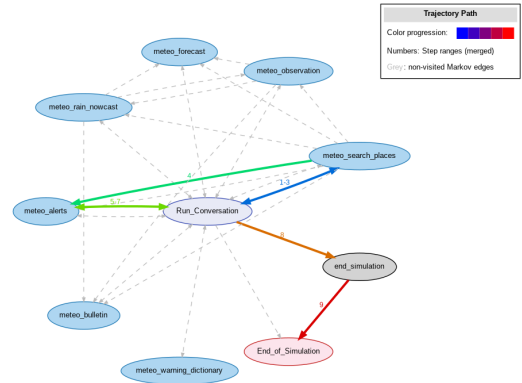 Trajectory Path
Color progression:
Numbers: Step ranges (merged)
Grey: non-visited Markov edges
meteo_forecast
meteo_observation
meteo_rain_nowcast
meteo_search_places
4
1-3
5-7
meteo_alerts
Run_Conversation
8
end_simulation
9
meteo_bulletin
End_of_Simulation
meteo_warning_dictionary